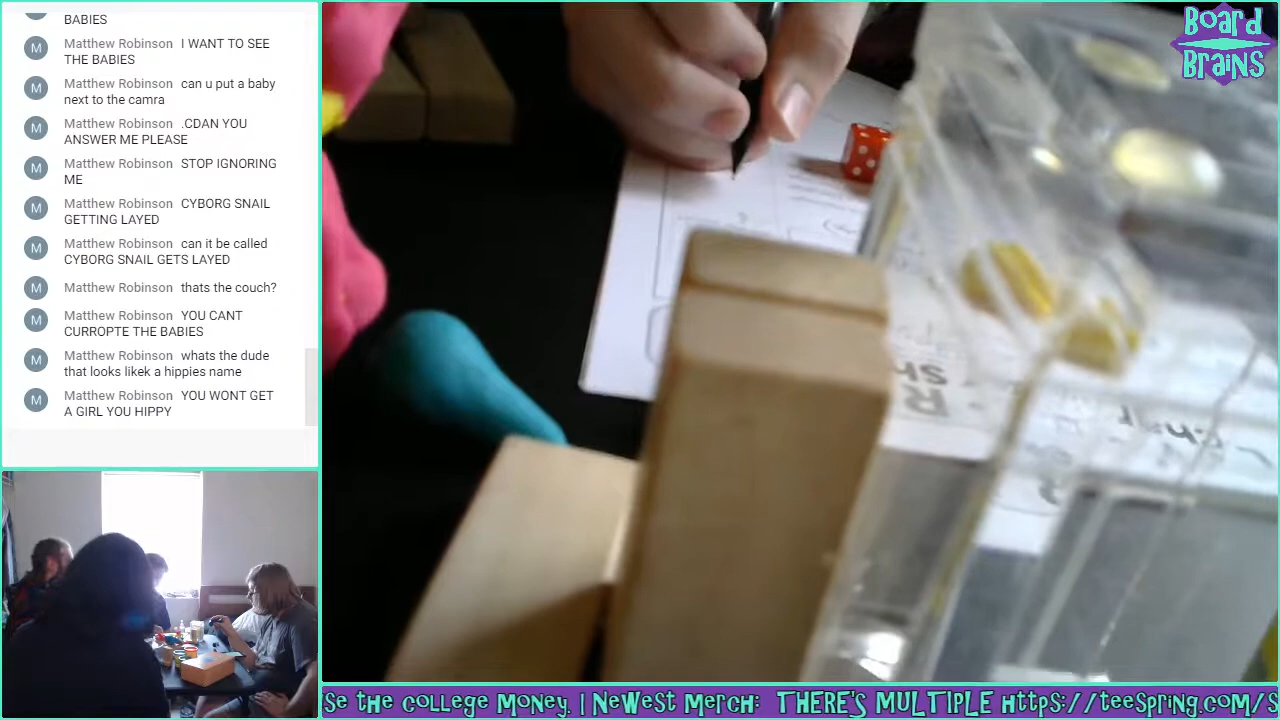 BABIES
M Matthew Robinson I WANT TO SEE
THE BABIES
M Matthew Robinson can u put a baby
next to the camra
M Matthew Robinson .CDAN YOU
ANSWER ME PLEASE
M Matthew Robinson STOP IGNORING
ME
M Matthew Robinson CYBORG SNAIL
GETTING LAYED
M Matthew Robinson can it be called
CYBORG SNAIL GETS LAYED
M Matthew Robinson thats the couch?
M Matthew Robinson YOU CANT
CURROPTE THE BABIES
M Matthew Robinson whats the dude
that looks likek a hippies name
M Matthew Robinson YOU WONT GET
A GIRL YOU HIPPY
Board
BraiNS
se the college Money. | Newest Merch: THERE'S MULTIPLE https://teespring.com/s